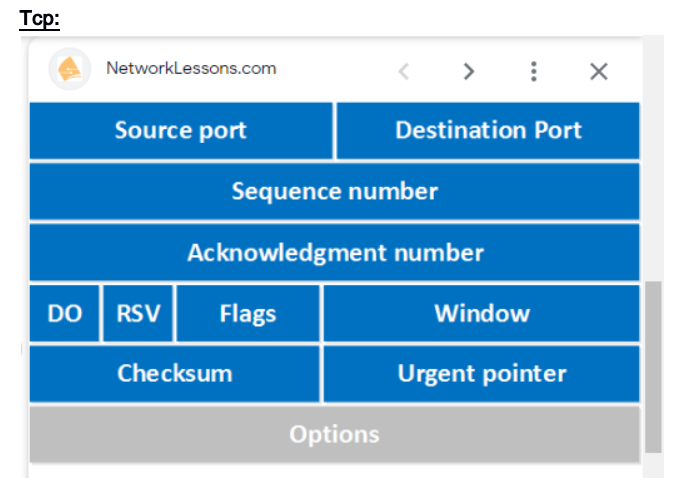 Tcp:
NetworkLessons.com
Source port Destination Port
Sequence number
Acknowledgment number
DO RSV Flags Window
Checksum Urgent pointer
Options